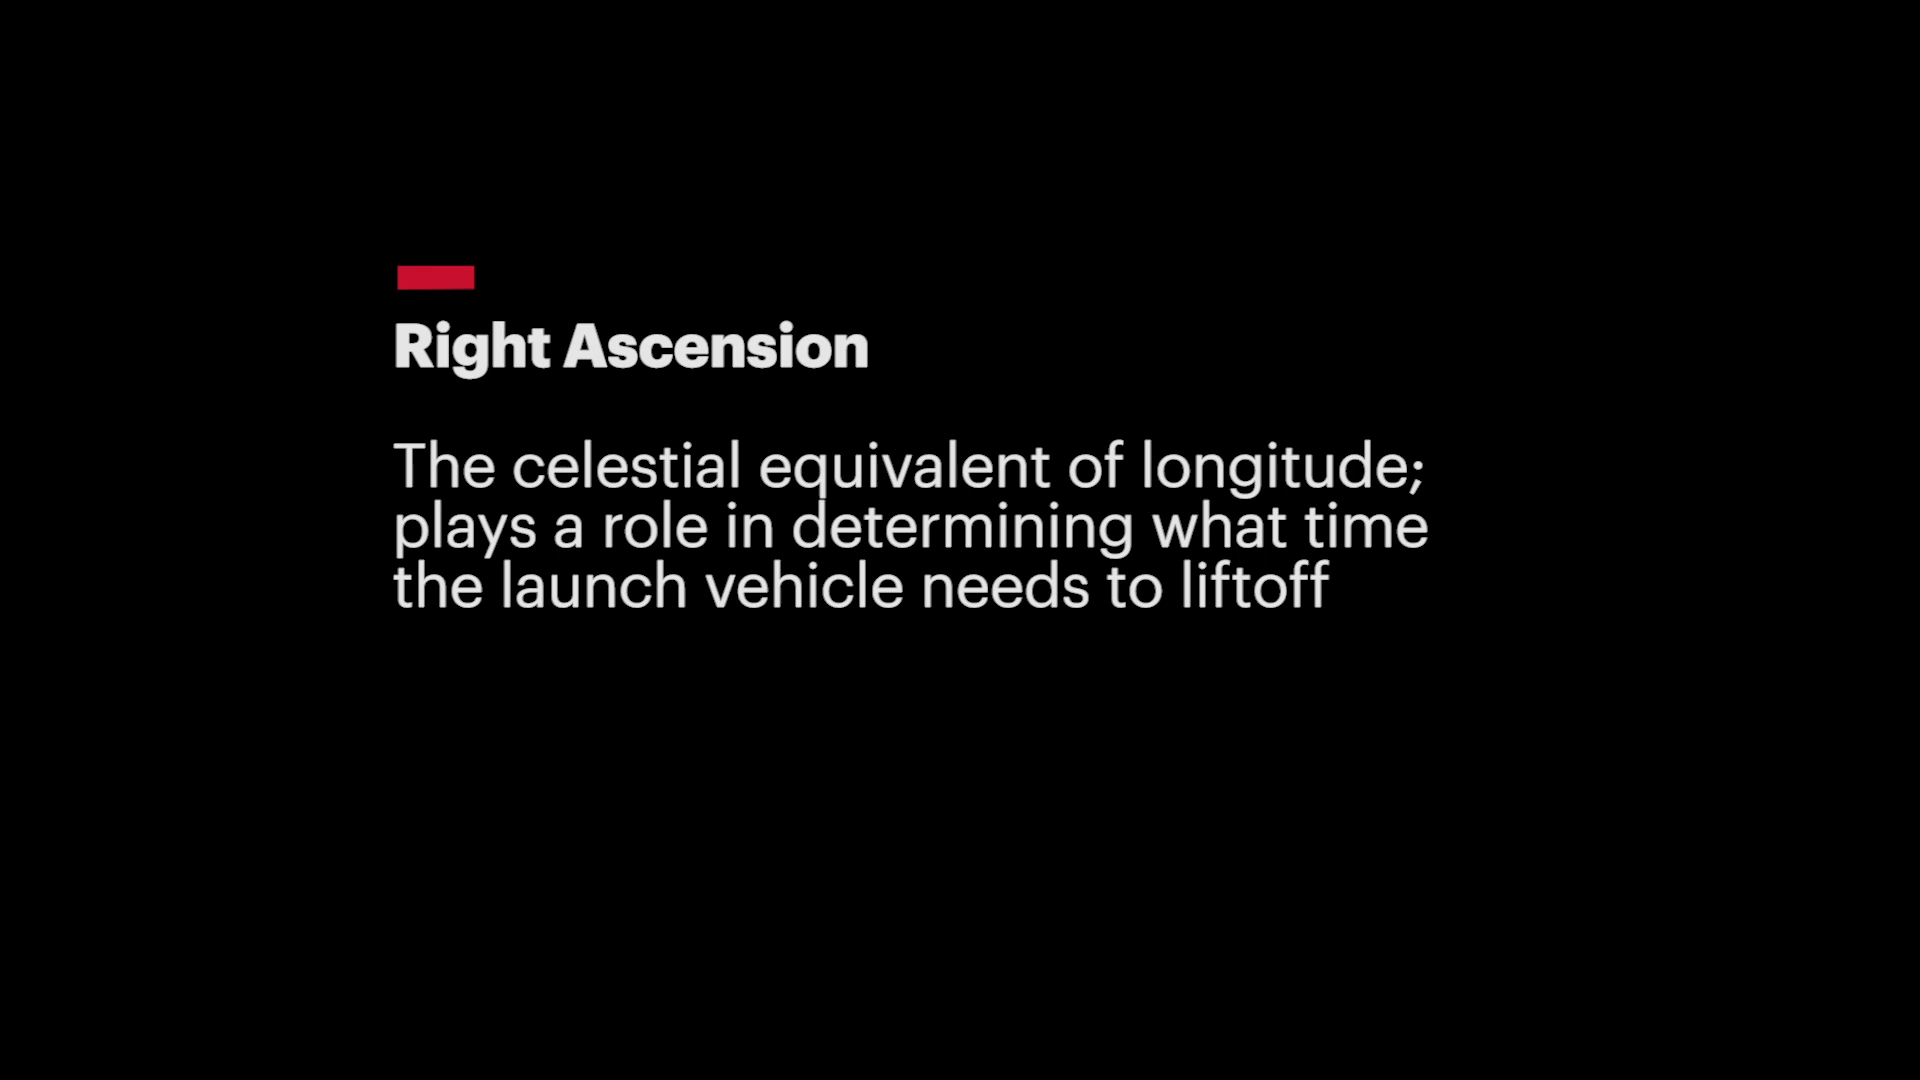 Right Ascension
The celestial equivalent of longitude;
plays a role in determining what time
the launch vehicle needs to liftoff